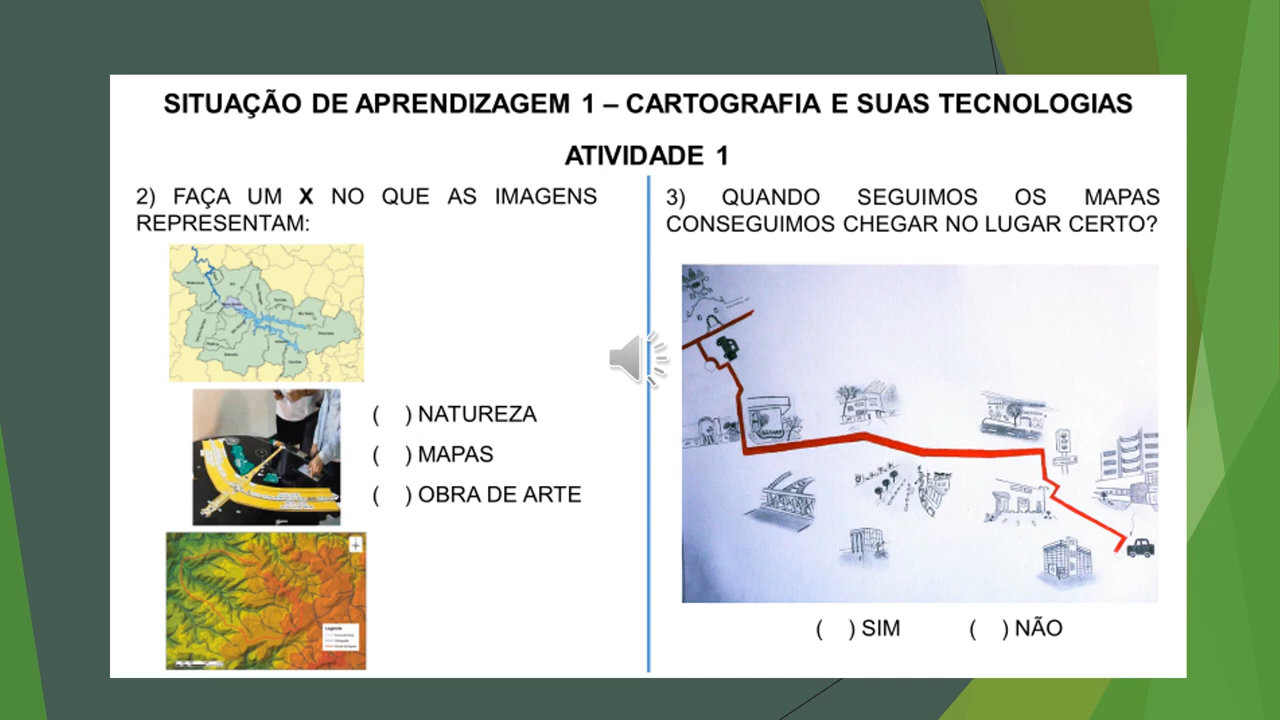 SITUAÇÃO DE APRENDIZAGEM 1 – CARTOGRAFIA E SUAS TECNOLOGIAS
ATIVIDADE 1
2) FAÇA UM X NO QUE AS IMAGENS
REPRESENTAM:
( ) NATUREZA
( ) MAPAS
( ) OBRA DE ARTE
3) QUANDO SEGUIMOS OS MAPAS
CONSEGUIMOS CHEGAR NO LUGAR CERTO?
( ) SIM ( ) NÃO